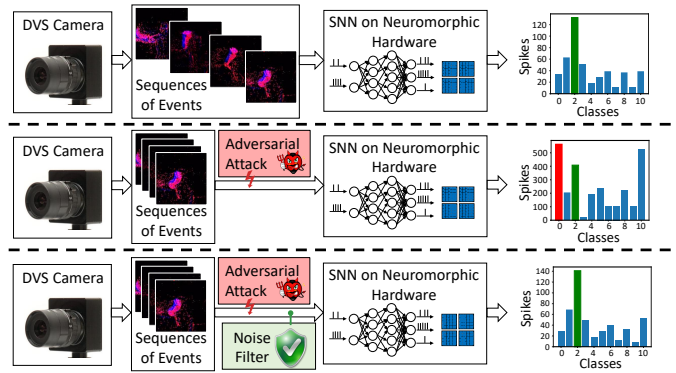 DVS Camera
Sequences
of Events
SNN on Neuromorphic
Hardware
Spikes
120
100
80
60
40
20
0
0 2 4 6 8 10
Classes
DVS Camera
Sequences
of Events
Adversarial
Attack
SNN on Neuromorphic
Hardware
Spikes
500
400
300
200
100
0
0 2 4 6 8 10
Classes
DVS Camera
Sequences
of Events
Adversarial
Attack
Noise
Filter
SNN on Neuromorphic
Hardware
Spikes
140
120
100
80
60
40
20
0
0 2 4 6 8 10
Classes